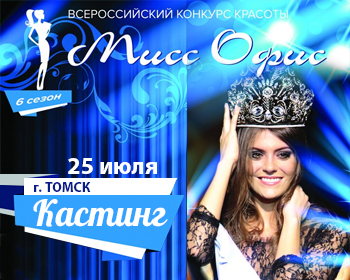 ВСЕРОССИЙСКИЙ КОНКУРС КРАСОТЫ
Мисс Офис
6 сезон
25 июля
г. ТОМСК
Кастинг